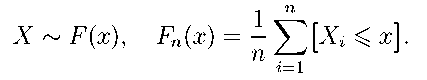 X ∼ F(x), F_n(x) = \frac{1}{n} \sum_{i=1}^{n} [X_i ⩽ x].